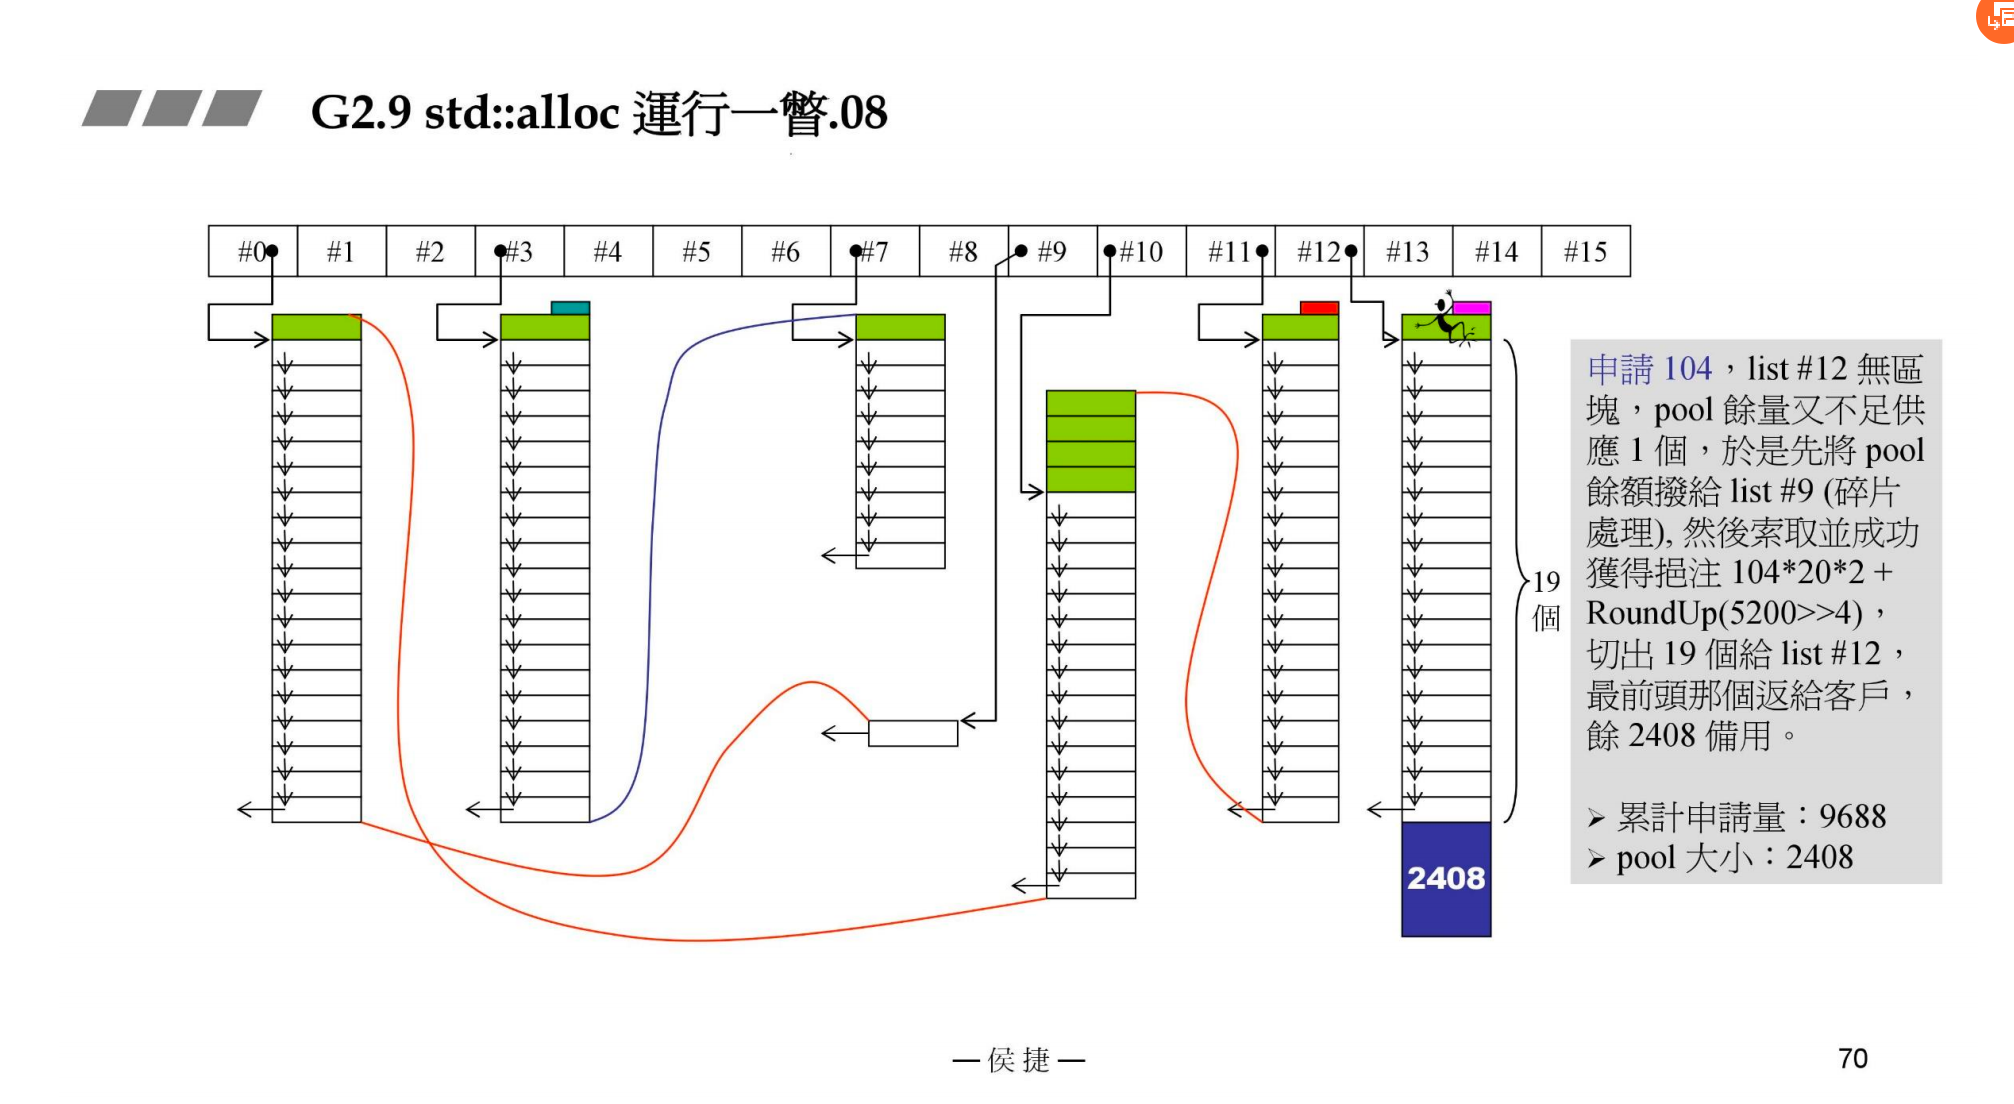 G2.9 std::alloc 運行一瞥.08
#0 #1 #2 #3 #4 #5 #6 #7 #8 #9 #10 #11 #12 #13 #14 #15
申請 104，list #12 無區
塊，pool 餘量又不足供
應 1 個，於是先將 pool
餘額撥給 list #9 (碎片
處理), 然後索取並成功
獲得挹注 104*20*2 +
RoundUp(5200>>4)，
切出 19 個給 list #12，
最前頭那個返給客戶，
餘 2408 備用。
➢ 累計申請量：9688
➢ pool 大小：2408
19
個
2408
— 侯 捷 —
70